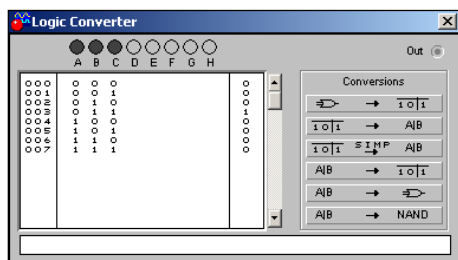 Logic Converter
Out
A B C D E F G H
000 0 0 0 0
001 0 0 1 0
002 0 1 0 0
003 0 1 1 1
004 1 0 0 0
005 1 0 1 0
006 1 1 0 0
007 1 1 1 0
Conversions
→ 1 0 | 1
1 0 | 1 → A|B
1 0 | 1 SIMP → A|B
A|B → 1 0 | 1
A|B →
A|B → NAND